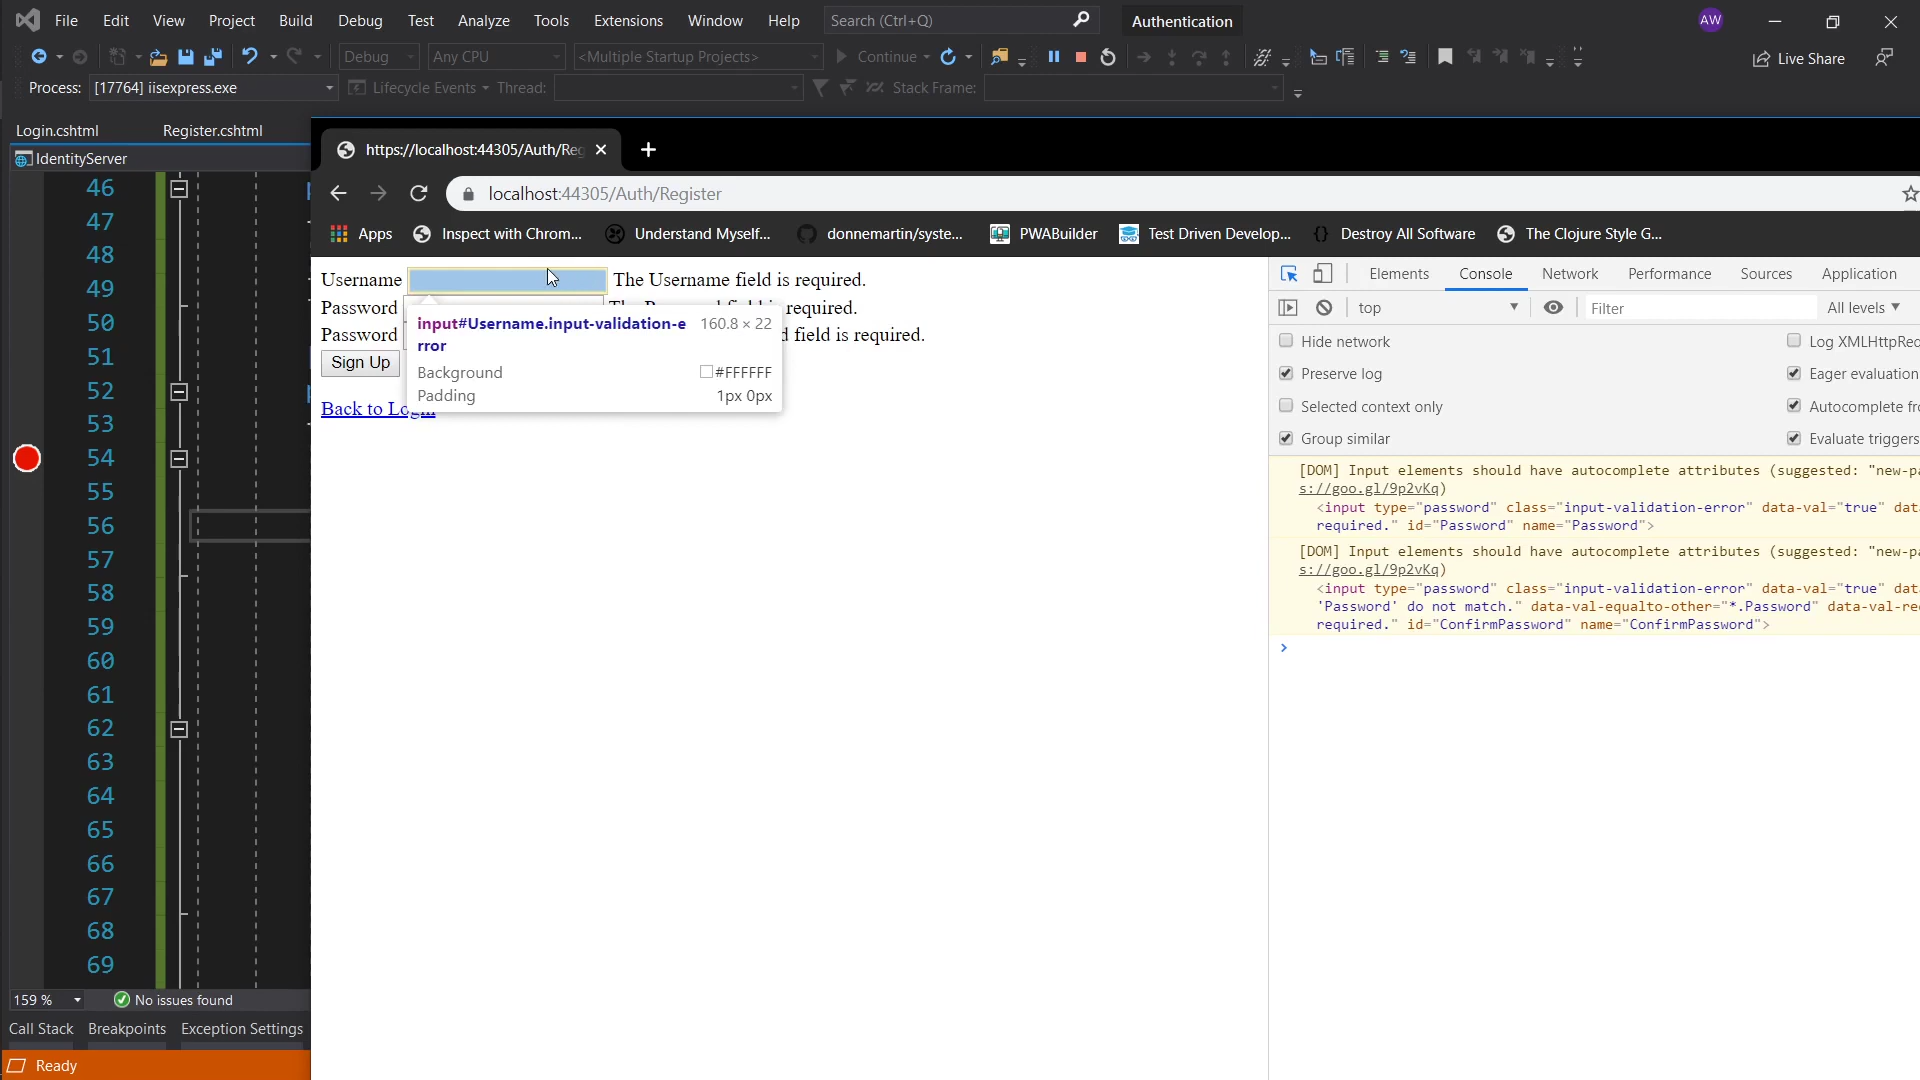 File Edit View Project Build Debug Test Analyze Tools Extensions Window Help Search (Ctrl+Q) Authentication AW
Debug Any CPU <Multiple Startup Projects> Continue Live Share
Process: [17764] iisexpress.exe Lifecycle Events Thread: Stack Frame:
Login.cshtml Register.cshtml
https://localhost:44305/Auth/Reg
IdentityServer
localhost:44305/Auth/Register
Apps Inspect with Chrom... Understand Myself... donnemartin/syste... PWABuilder Test Driven Develop... Destroy All Software The Clojure Style G...
46
47
48
49
50
51
52
53
54
55
56
57
58
59
60
61
62
63
64
65
66
67
68
69
Username The Username field is required.
Password required.
Password field is required.
Sign Up
Back to Login
input#Username.input-validation-e 160.8 × 22
rror
Background #FFFFFF
Padding 1px 0px
Elements Console Network Performance Sources Application
top Filter All levels
Hide network Log XMLHttpRec
Preserve log Eager evaluation
Selected context only Autocomplete fr
Group similar Evaluate triggers
[DOM] Input elements should have autocomplete attributes (suggested: "new-pa
s://goo.gl/9p2vKq)
<input type="password" class="input-validation-error" data-val="true" dat
required." id="Password" name="Password">
[DOM] Input elements should have autocomplete attributes (suggested: "new-pa
s://goo.gl/9p2vKq)
<input type="password" class="input-validation-error" data-val="true" dat
'Password' do not match." data-val-equalto-other="*.Password" data-val-re
required." id="ConfirmPassword" name="ConfirmPassword">
159 % No issues found
Call Stack Breakpoints Exception Settings
Ready